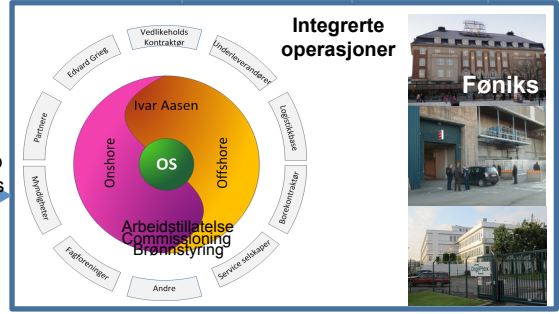 Integrerte
operasjoner
Vedlikeholds
Kontraktør
Underleverandører
Logistikkbase
Borekontraktør
Service selskaper
Andre
Fagforeninger
Myndigheter
Partnere
Edvard Grieg
Ivar Aasen
Onshore
OS
Offshore
Arbeidstillatelse
Commissioning
Brønnstyring
Føniks